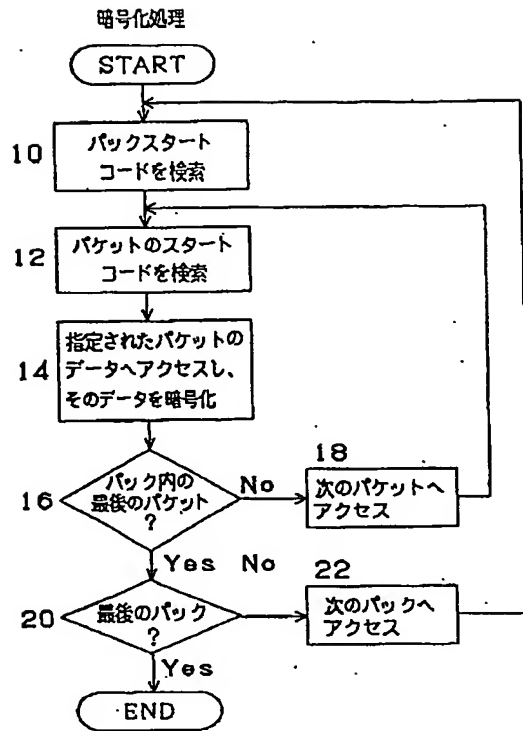 暗号化処理
START
10
パックスタート
コードを検索
12
パケットのスタート
コードを検索
14
指定されたパケットの
データへアクセスし、
そのデータを暗号化
16
パック内の
最後のパケット
?
No
18
次のパケットへ
アクセス
Yes
No
20
最後のパック
?
22
次のパックへ
アクセス
Yes
END